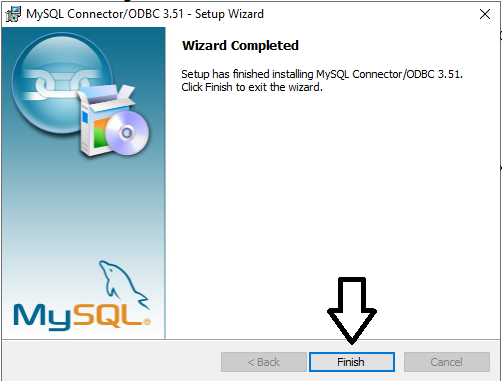 MySQL Connector/ODBC 3.51 - Setup Wizard
Wizard Completed
Setup has finished installing MySQL Connector/ODBC 3.51.
Click Finish to exit the wizard.
MySQL®
< Back
Finish
Cancel